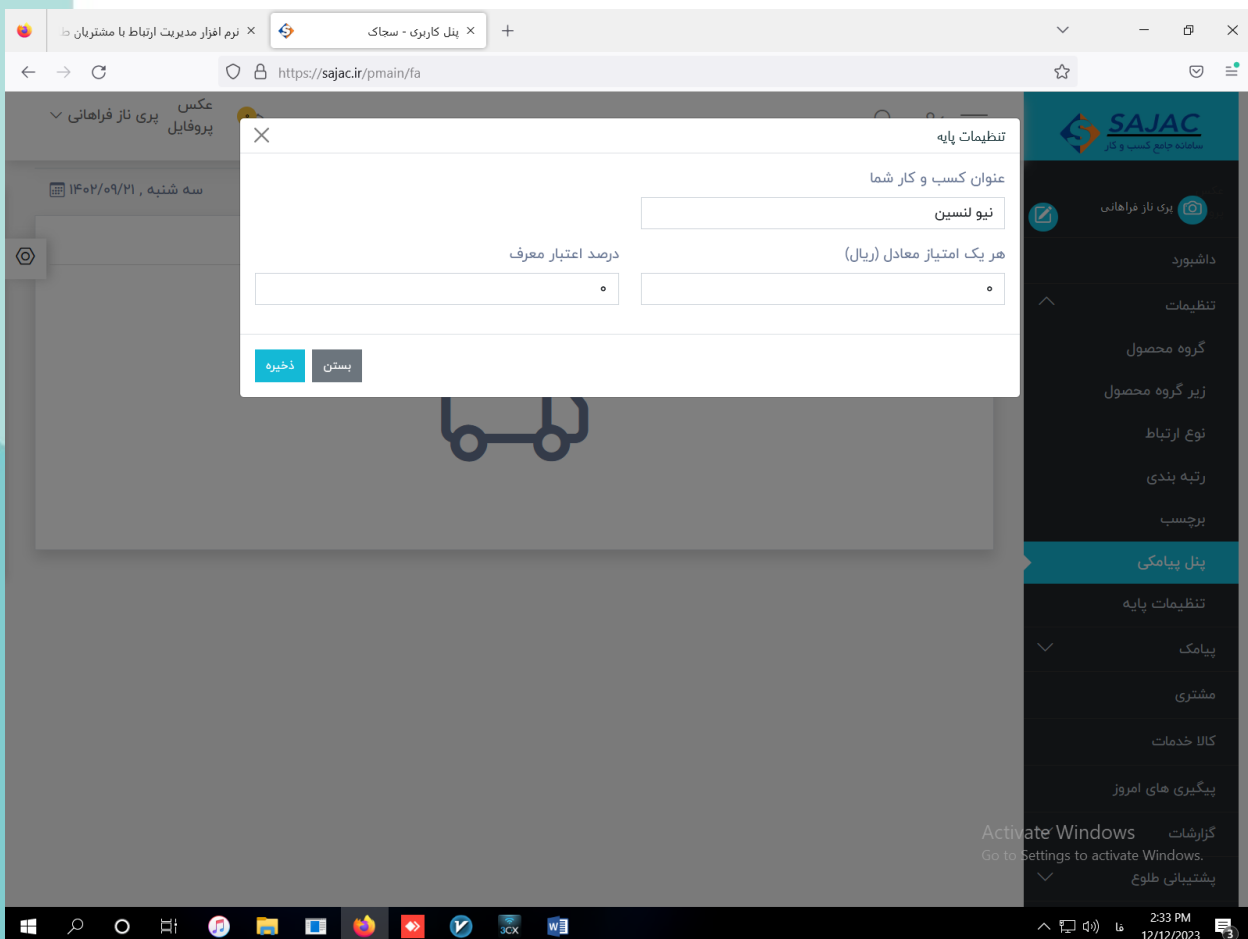 نرم افزار مدیریت ارتباط با مشتریان ط
پنل کاربری - سجاک
https://sajac.ir/pmain/fa
SAJAC
سامانه جامع کسب و کار
عکس پروفایل
پری ناز فراهانی
سه شنبه , ۱۴۰۲/۰۹/۲۱
تنظیمات پایه
عنوان کسب و کار شما
نیو لنسین
هر یک امتیاز معادل (ریال)
درصد اعتبار معرف
۰
۰
بستن
ذخیره
پری ناز فراهانی
داشبورد
تنظیمات
گروه محصول
زیر گروه محصول
نوع ارتباط
رتبه بندی
برچسب
پنل پیامکی
تنظیمات پایه
پیامک
مشتری
کالا خدمات
پیگیری های امروز
گزارشات
پشتیبانی طلوع
Activate Windows
Go to Settings to activate Windows.
3CX
فا
2:33 PM
12/12/2023
3